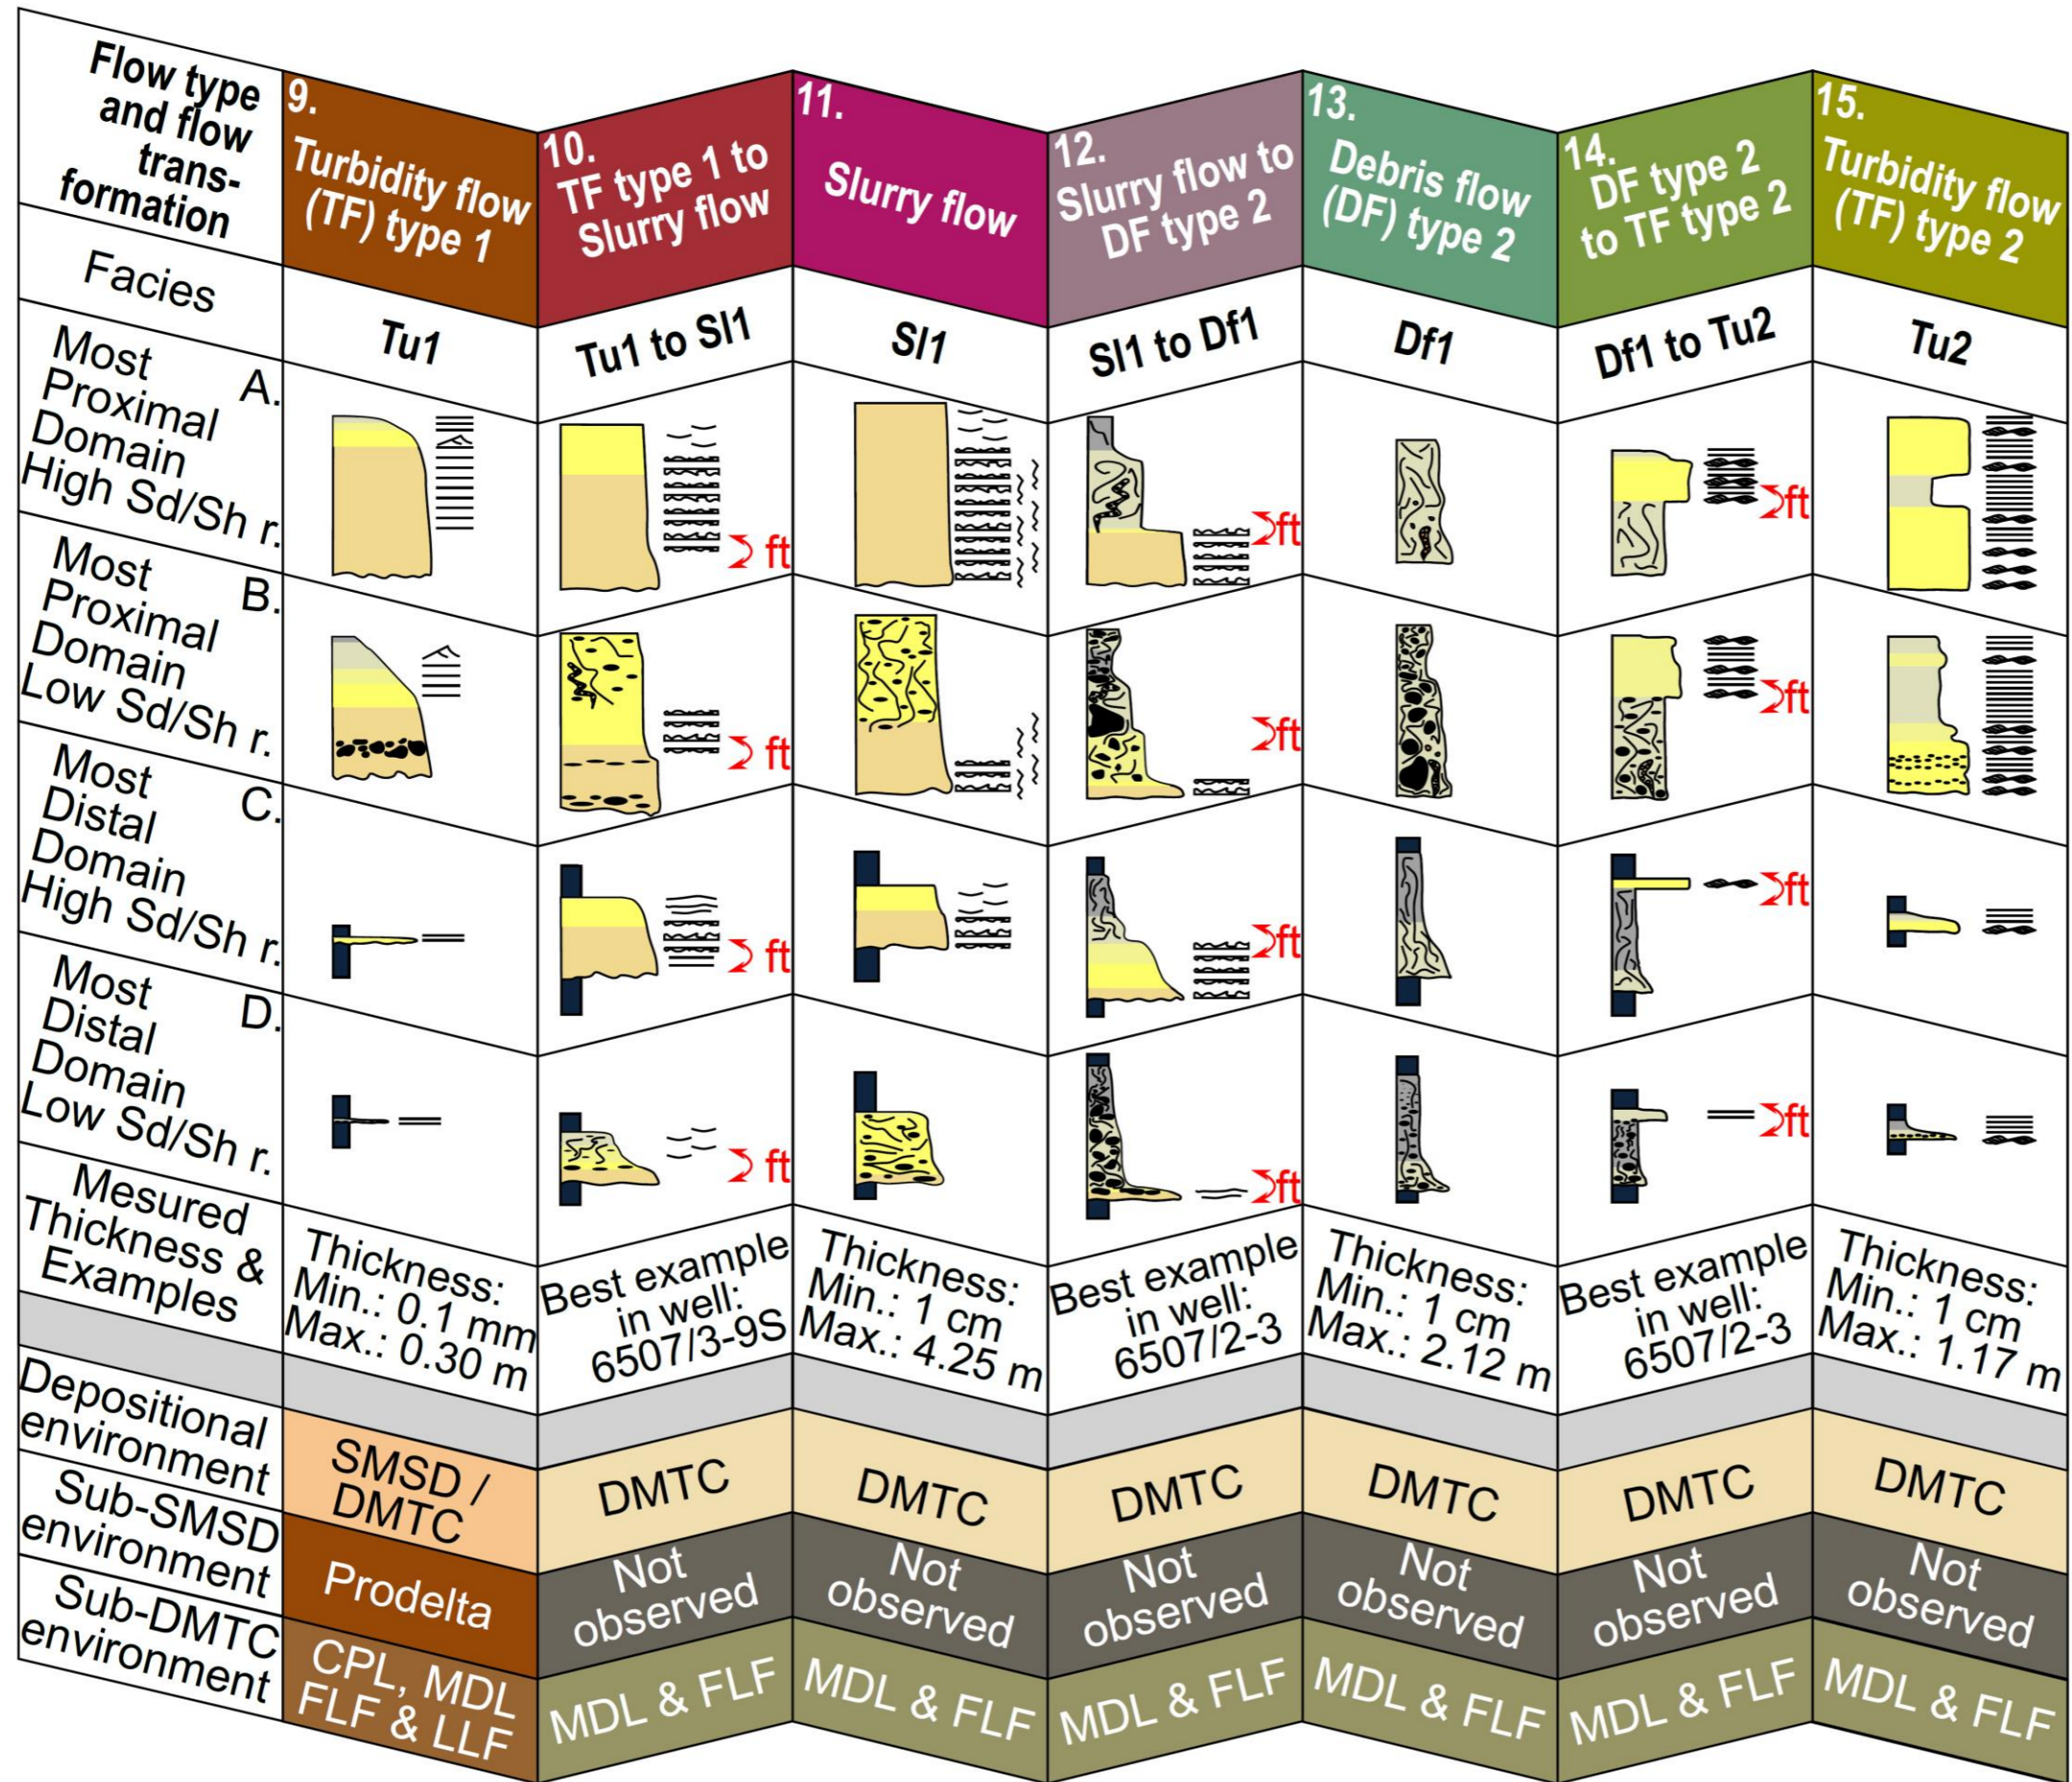 Flow type
and flow
trans-
formation
9.
Turbidity flow
(TF) type 1
10.
TF type 1 to
Slurry flow
11.
Slurry flow
12.
Slurry flow to
DF type 2
13.
Debris flow
(DF) type 2
14.
DF type 2
to TF type 2
15.
Turbidity flow
(TF) type 2
Facies
Tu1
Tu1 to Sl1
Sl1
Sl1 to Df1
Df1
Df1 to Tu2
Tu2
Most A.
Proximal
Domain
High Sd/Sh r.
ft
ft
ft
Most B.
Proximal
Domain
Low Sd/Sh r.
ft
ft
ft
Most C.
Distal
Domain
High Sd/Sh r.
ft
ft
ft
Most D.
Distal
Domain
Low Sd/Sh r.
ft
ft
ft
Mesured
Thickness &
Examples
Thickness:
Min.: 0.1 mm
Max.: 0.30 m
Best example
in well:
6507/3-9S
Thickness:
Min.: 1 cm
Max.: 4.25 m
Best example
in well:
6507/2-3
Thickness:
Min.: 1 cm
Max.: 2.12 m
Best example
in well:
6507/2-3
Thickness:
Min.: 1 cm
Max.: 1.17 m
Depositional
environment
SMSD /
DMTC
DMTC
DMTC
DMTC
DMTC
DMTC
DMTC
Sub-SMSD
environment
Prodelta
Not
observed
Not
observed
Not
observed
Not
observed
Not
observed
Not
observed
Sub-DMTC
environment
CPL, MDL
FLF & LLF
MDL & FLF
MDL & FLF
MDL & FLF
MDL & FLF
MDL & FLF
MDL & FLF